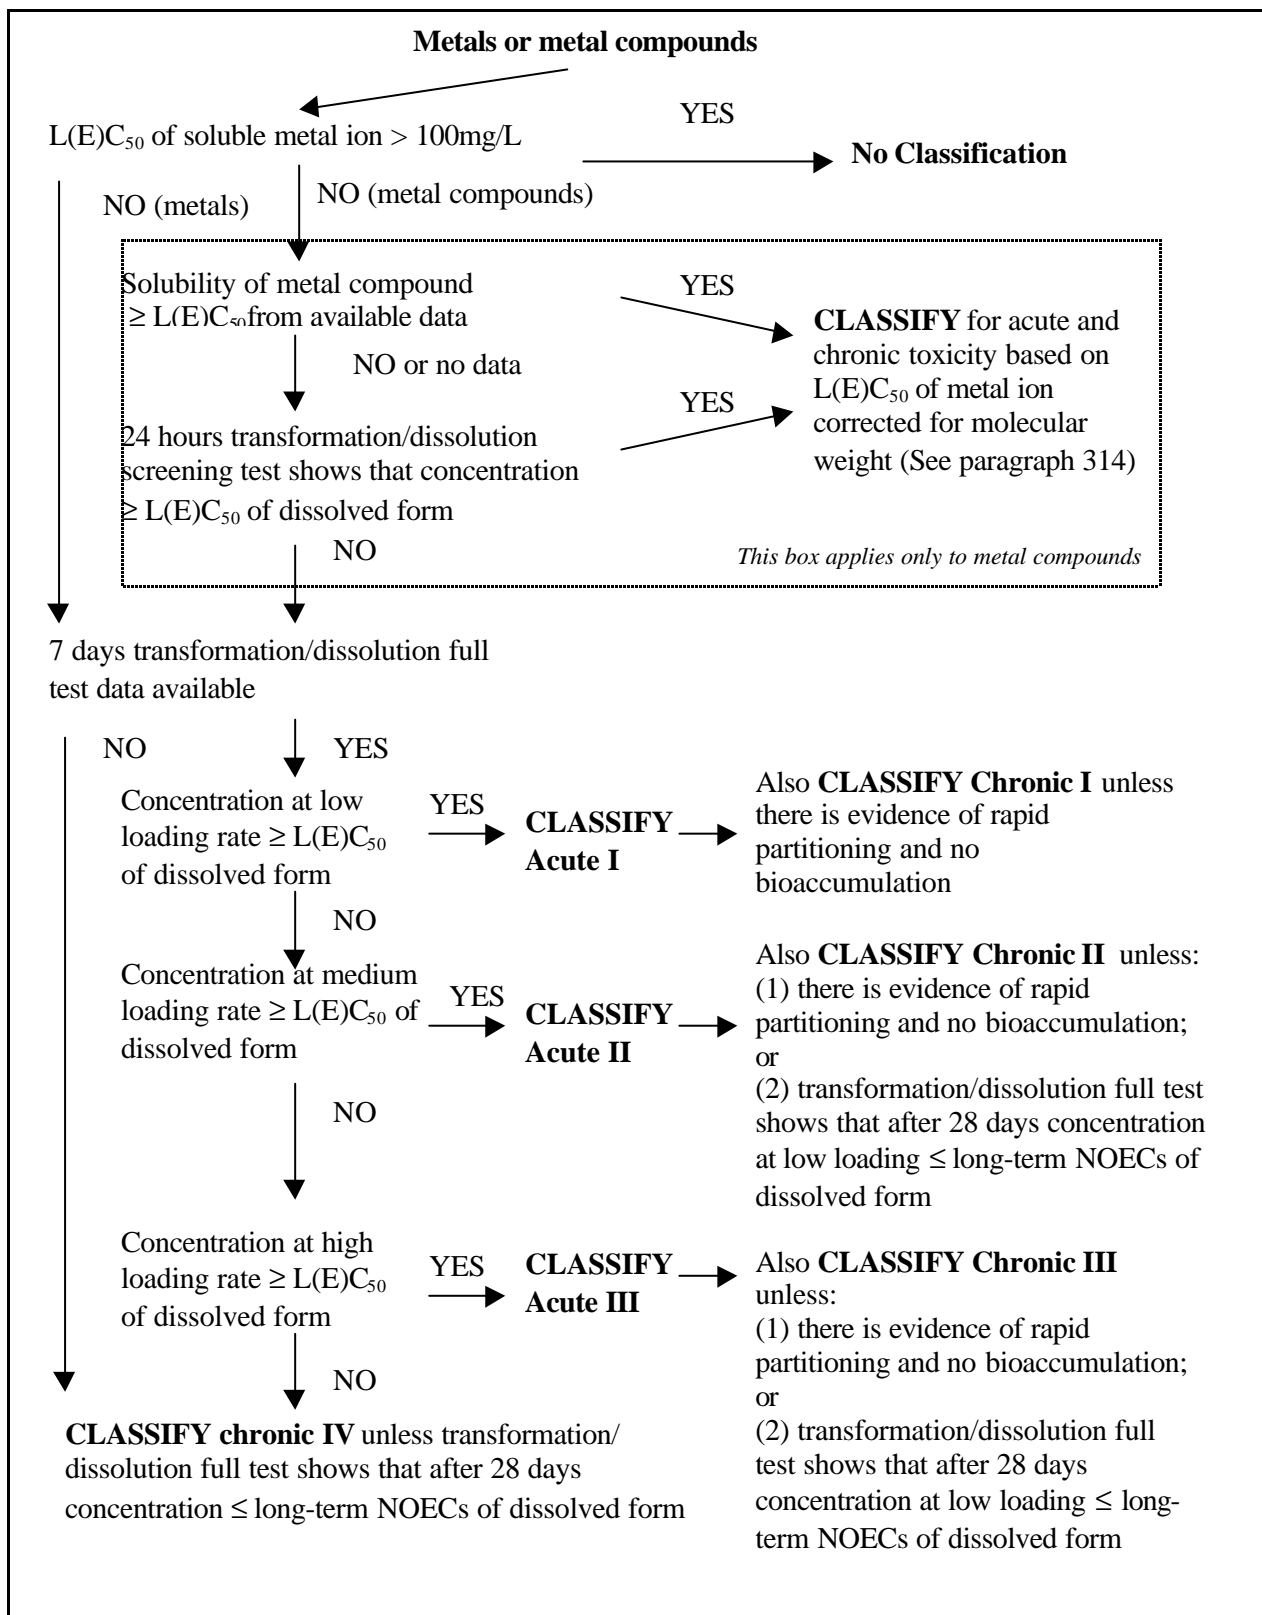 Metals or metal compounds
YES
L(E)C50 of soluble metal ion > 100mg/L
No Classification
NO (metals)
NO (metal compounds)
Solubility of metal compound
≥ L(E)C50from available data
YES
CLASSIFY for acute and
chronic toxicity based on
L(E)C50 of metal ion
corrected for molecular
weight (See paragraph 314)
NO or no data
YES
24 hours transformation/dissolution
screening test shows that concentration
≥ L(E)C50 of dissolved form
NO
This box applies only to metal compounds
7 days transformation/dissolution full
test data available
NO
YES
Concentration at low
loading rate ≥ L(E)C50
of dissolved form
YES
CLASSIFY
Acute I
Also CLASSIFY Chronic I unless
there is evidence of rapid
partitioning and no
bioaccumulation
NO
Concentration at medium
loading rate ≥ L(E)C50 of
dissolved form
YES
CLASSIFY
Acute II
Also CLASSIFY Chronic II unless:
(1) there is evidence of rapid
partitioning and no bioaccumulation;
or
(2) transformation/dissolution full test
shows that after 28 days concentration
at low loading ≤ long-term NOECs of
dissolved form
NO
Concentration at high
loading rate ≥ L(E)C50
of dissolved form
YES
CLASSIFY
Acute III
Also CLASSIFY Chronic III
unless:
(1) there is evidence of rapid
partitioning and no bioaccumulation;
or
(2) transformation/dissolution full
test shows that after 28 days
concentration at low loading ≤ long-
term NOECs of dissolved form
NO
CLASSIFY chronic IV unless transformation/
dissolution full test shows that after 28 days
concentration ≤ long-term NOECs of dissolved form